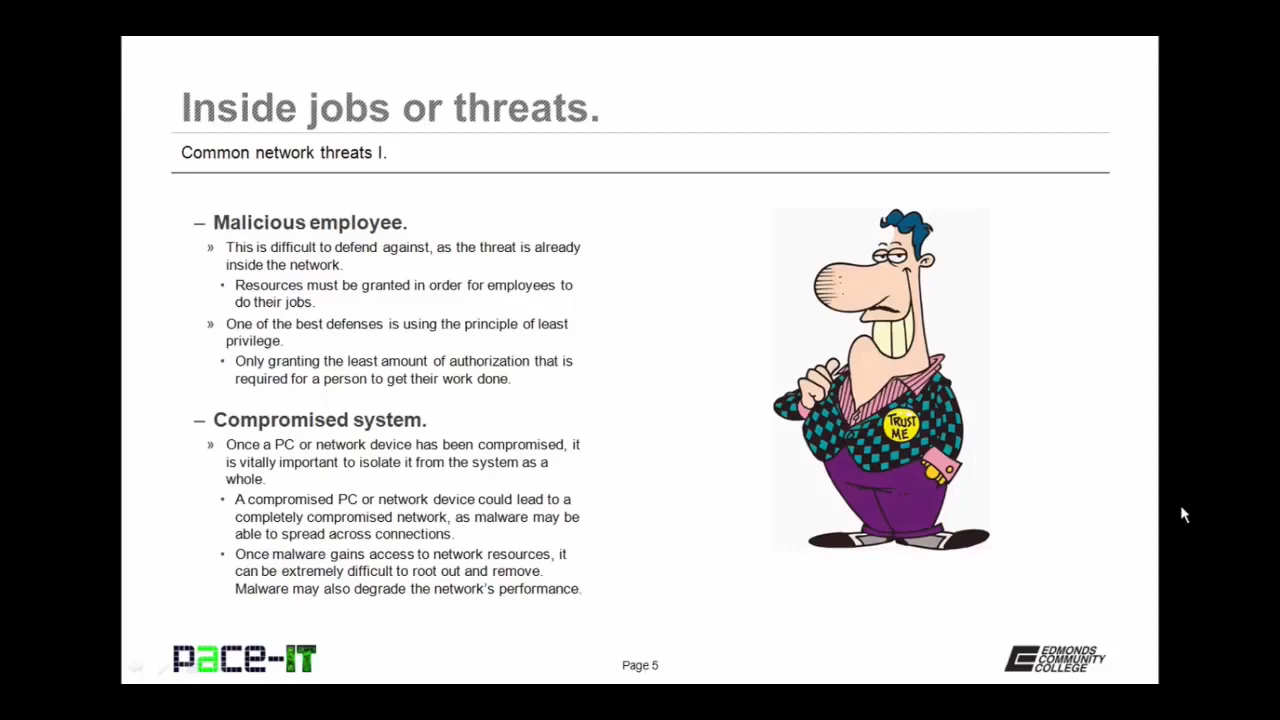 Inside jobs or threats.
Common network threats I.
– Malicious employee.
» This is difficult to defend against, as the threat is already
inside the network.
• Resources must be granted in order for employees to
do their jobs.
» One of the best defenses is using the principle of least
privilege.
• Only granting the least amount of authorization that is
required for a person to get their work done.
– Compromised system.
» Once a PC or network device has been compromised, it
is vitally important to isolate it from the system as a
whole.
• A compromised PC or network device could lead to a
completely compromised network, as malware may be
able to spread across connections.
• Once malware gains access to network resources, it
can be extremely difficult to root out and remove.
Malware may also degrade the network's performance.
TRUST
ME
pace-IT
Page 5
EDMONDS
COMMUNITY
COLLEGE